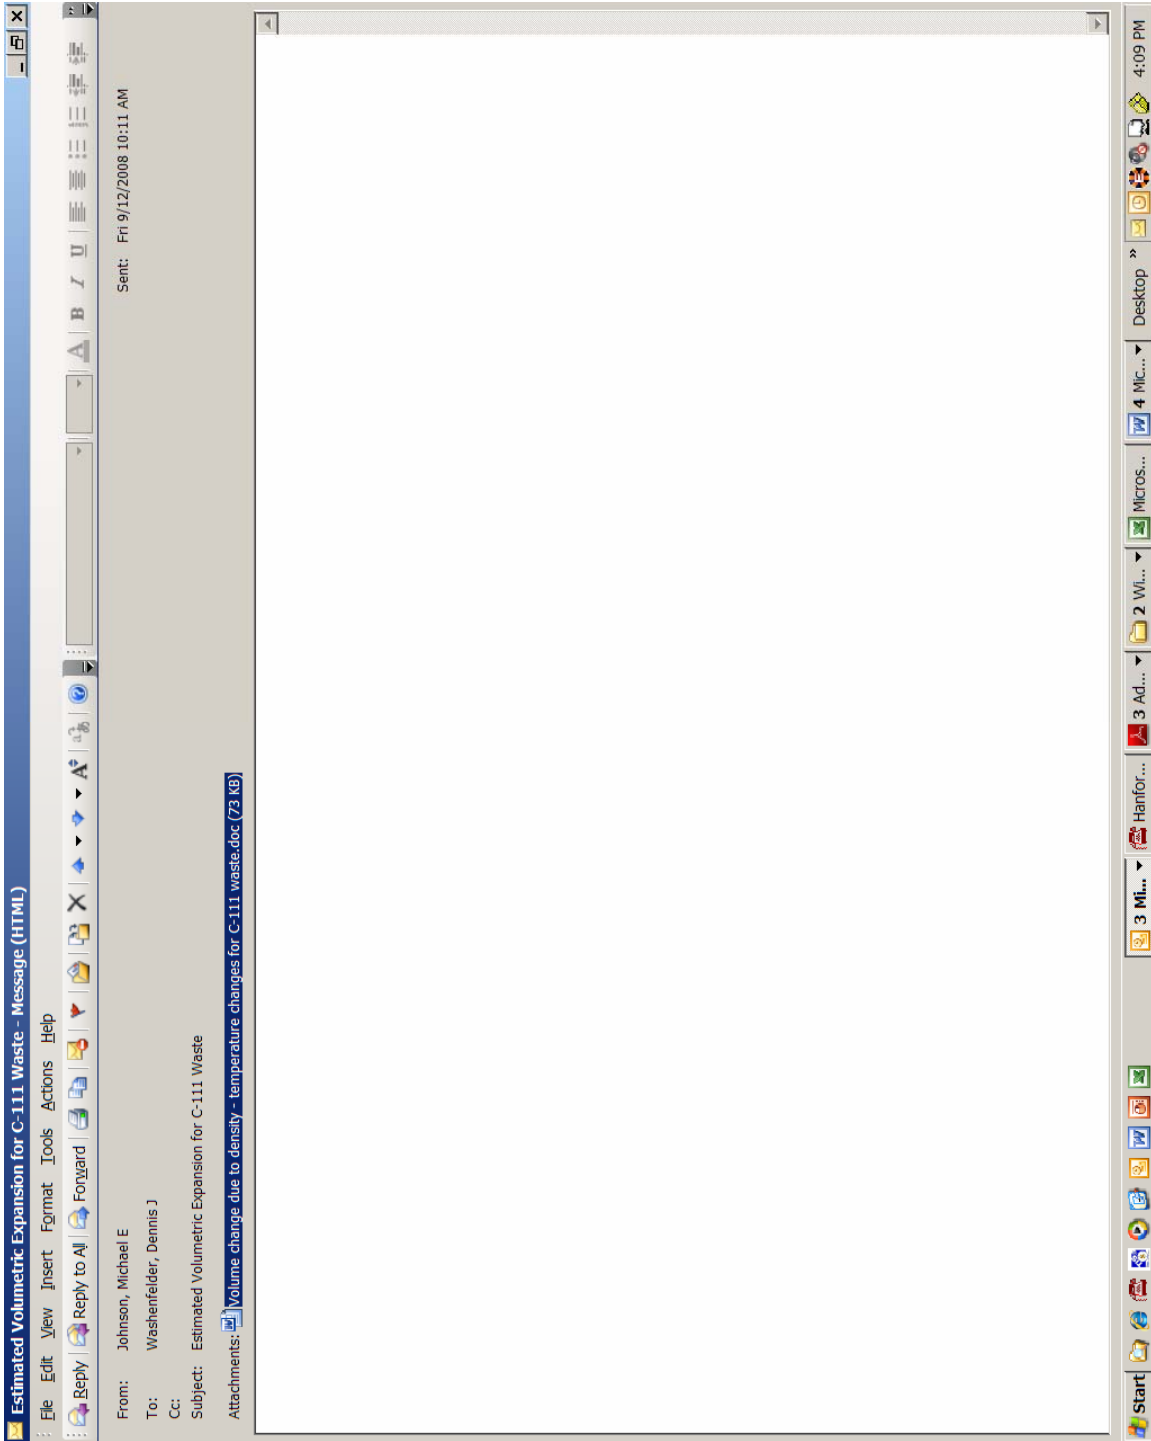 Estimated Volumetric Expansion for C-111 Waste - Message (HTML)
File Edit View Insert Format Tools Actions Help
Reply Reply to All Forward A B I U
From: Johnson, Michael E Sent: Fri 9/12/2008 10:11 AM
To: Washenfelder, Dennis J
Cc:
Subject: Estimated Volumetric Expansion for C-111 Waste
Attachments: Volume change due to density - temperature changes for C-111 waste.doc (73 KB)
Start 3 Mi... Hanfor... 3 Ad... 2 Wi... Micros... 4 Mic... Desktop » 4:09 PM